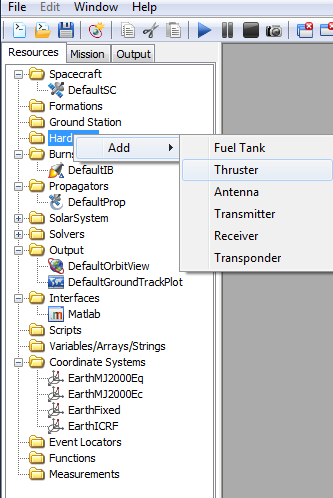 File Edit Window Help
Resources Mission Output
Spacecraft
DefaultSC
Formations
Ground Station
Hard
Add
Fuel Tank
Burns
Thruster
DefaultIB
Antenna
Propagators
Transmitter
DefaultProp
Receiver
SolarSystem
Transponder
Solvers
Output
DefaultOrbitView
DefaultGroundTrackPlot
Interfaces
Matlab
Scripts
Variables/Arrays/Strings
Coordinate Systems
EarthMJ2000Eq
EarthMJ2000Ec
EarthFixed
EarthICRF
Event Locators
Functions
Measurements